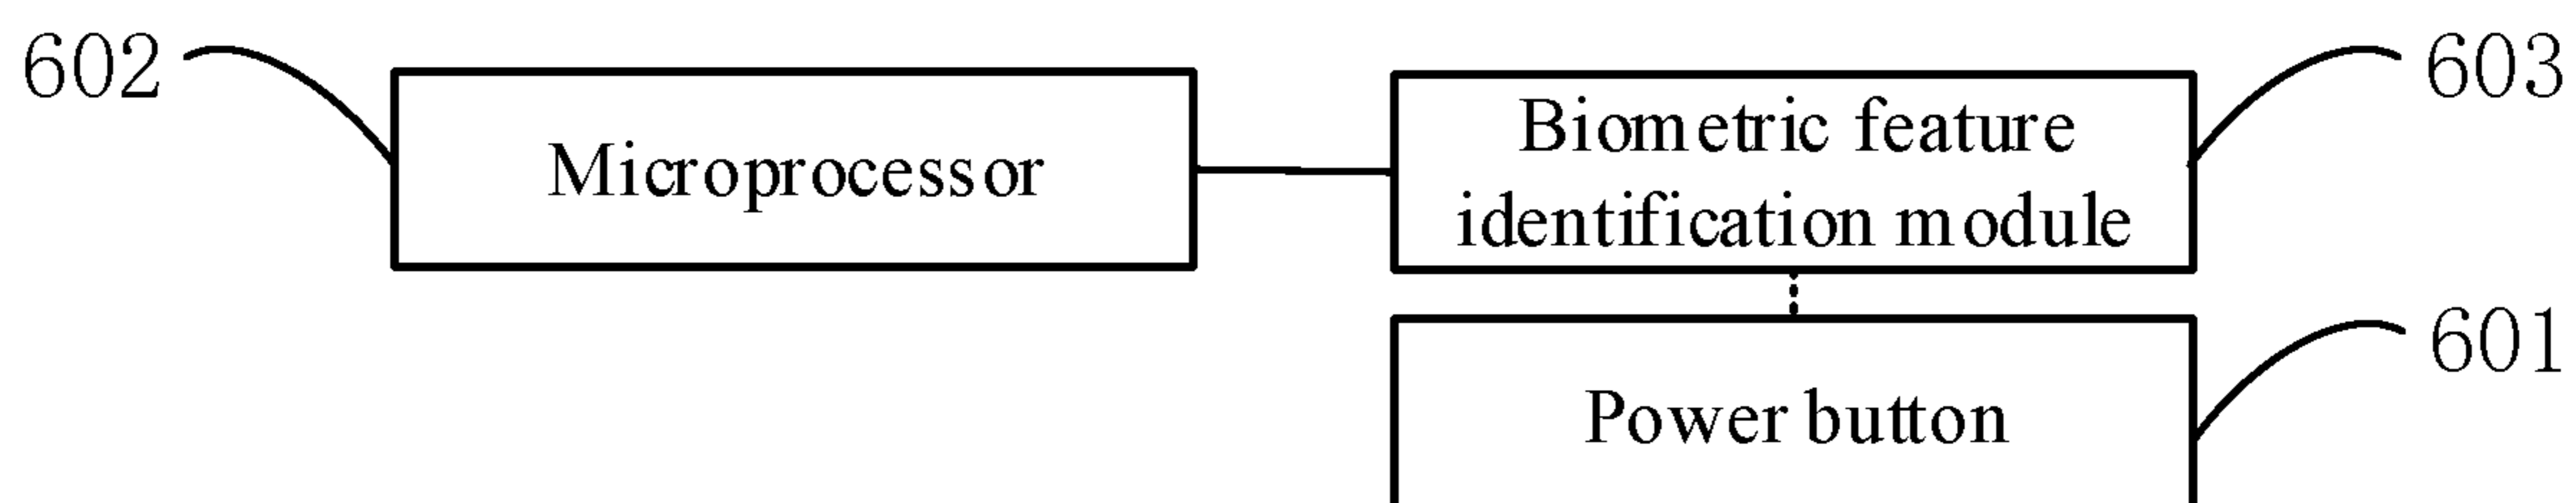 602
Microprocessor
Biometric feature
identification module
603
Power button
601